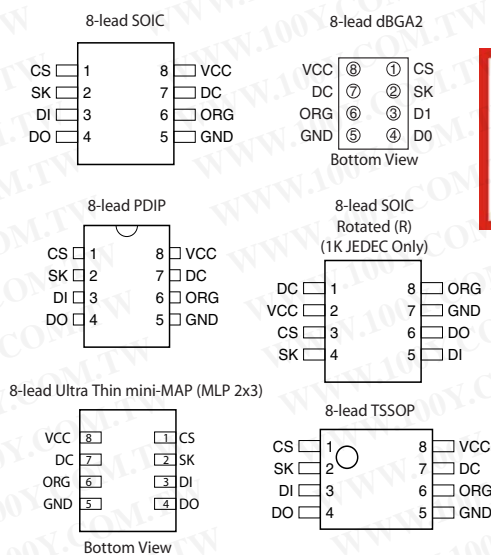 8-lead SOIC
CS 1 8 VCC
SK 2 7 DC
DI 3 6 ORG
DO 4 5 GND
8-lead dBGA2
VCC 8 1 CS
DC 7 2 SK
ORG 6 3 D1
GND 5 4 D0
Bottom View
8-lead PDIP
CS 1 8 VCC
SK 2 7 DC
DI 3 6 ORG
DO 4 5 GND
8-lead SOIC
Rotated (R)
(1K JEDEC Only)
DC 1 8 ORG
VCC 2 7 GND
CS 3 6 DO
SK 4 5 DI
8-lead Ultra Thin mini-MAP (MLP 2x3)
VCC 8 1 CS
DC 7 2 SK
ORG 6 3 DI
GND 5 4 DO
Bottom View
8-lead TSSOP
CS 1 8 VCC
SK 2 7 DC
DI 3 6 ORG
DO 4 5 GND
WWW.100Y.COM.TW